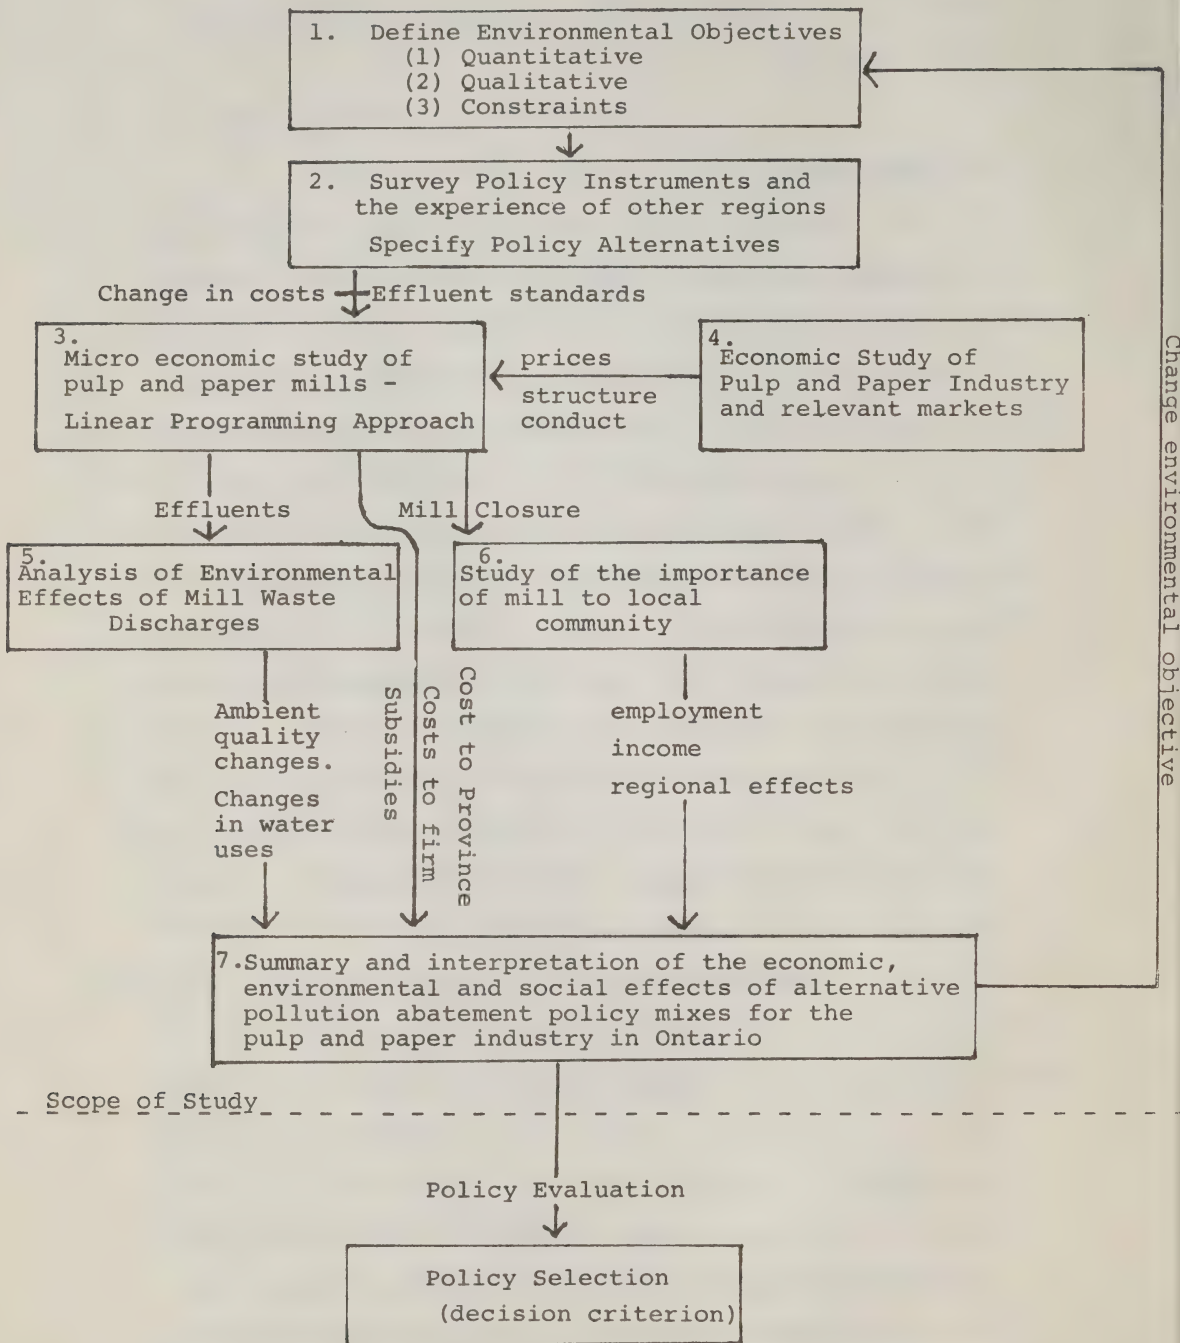 1. Define Environmental Objectives
(1) Quantitative
(2) Qualitative
(3) Constraints
2. Survey Policy Instruments and
the experience of other regions
Specify Policy Alternatives
Change in costs
Effluent standards
3.
Micro economic study of
pulp and paper mills -
Linear Programming Approach
prices
structure
conduct
4.
Economic Study of
Pulp and Paper Industry
and relevant markets
Effluents
Mill Closure
5.
Analysis of Environmental
Effects of Mill Waste
Discharges
6.
Study of the importance
of mill to local
community
Ambient
quality
changes.
Changes
in water
uses
Subsidies
Costs to firm
Cost to Province
employment
income
regional effects
Change environmental objective
7. Summary and interpretation of the economic,
environmental and social effects of alternative
pollution abatement policy mixes for the
pulp and paper industry in Ontario
Scope of Study
Policy Evaluation
Policy Selection
(decision criterion)